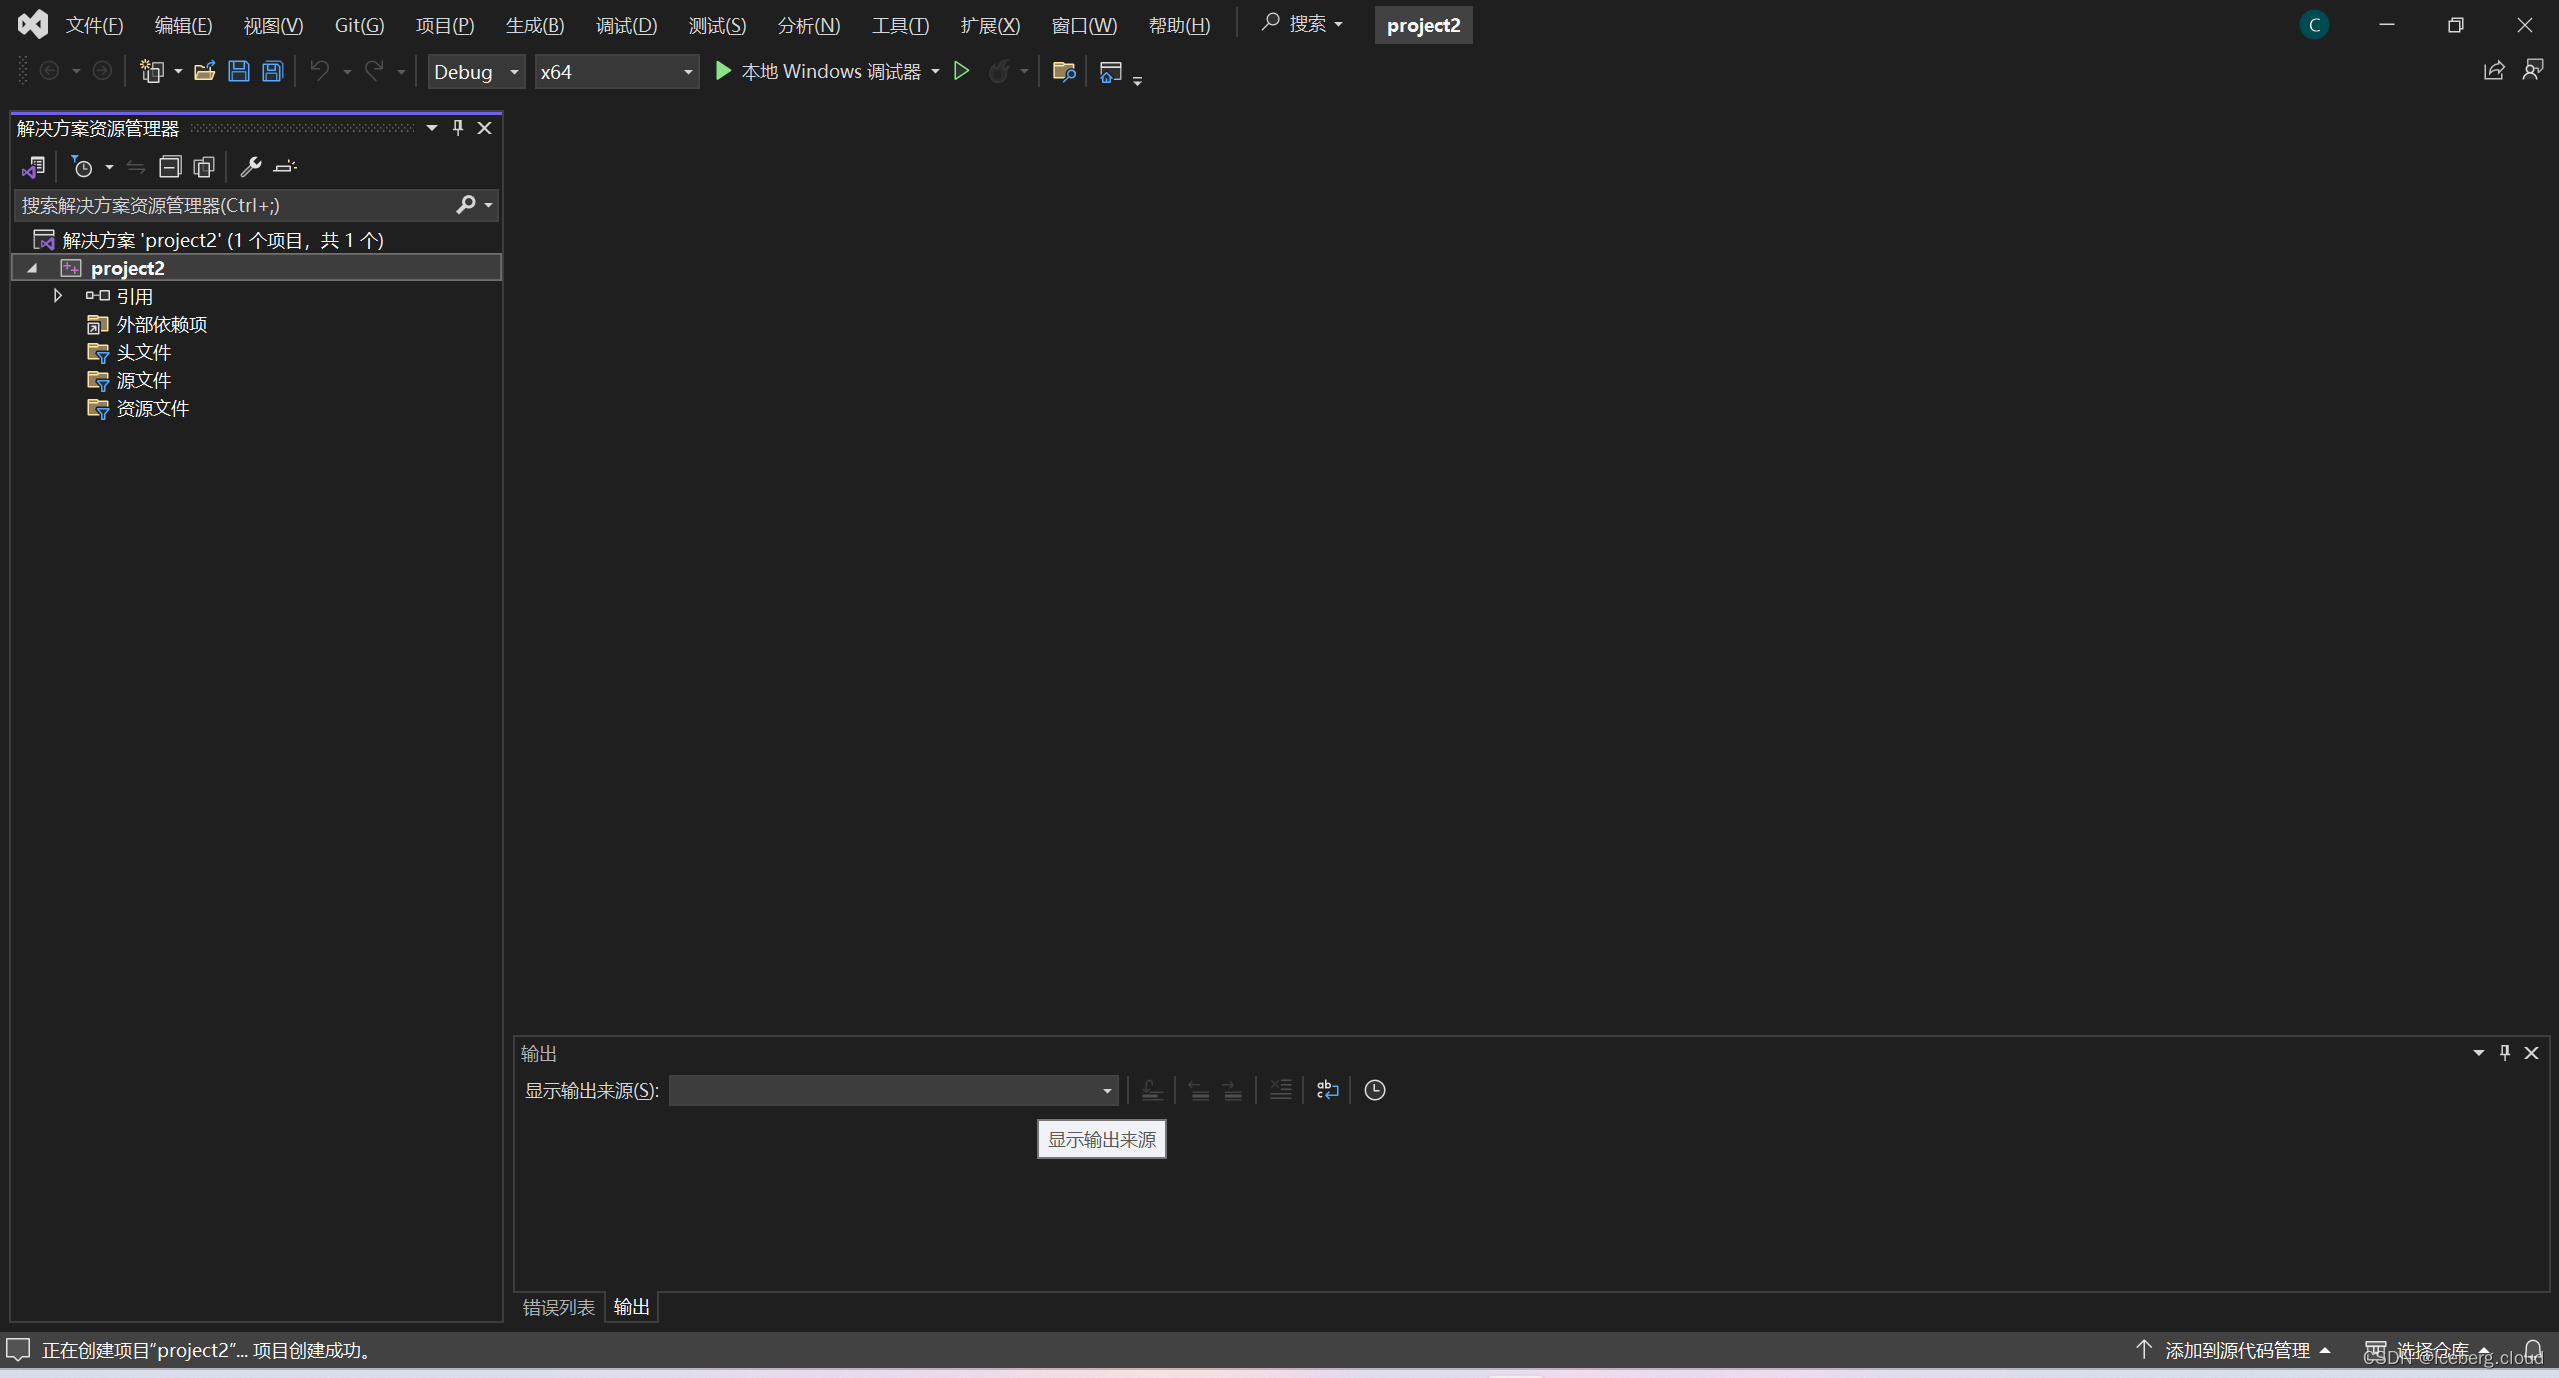 文件(F) 编辑(E) 视图(V) Git(G) 项目(P) 生成(B) 调试(D) 测试(S) 分析(N) 工具(T) 扩展(X) 窗口(W) 帮助(H) 搜索 project2 C
Debug x64 本地 Windows 调试器
解决方案资源管理器
搜索解决方案资源管理器(Ctrl+;)
解决方案 'project2' (1 个项目，共 1 个)
project2
引用
外部依赖项
头文件
源文件
资源文件
输出
显示输出来源(S):
显示输出来源
错误列表 输出
正在创建项目“project2”... 项目创建成功。 添加到源代码管理 选择仓库
CSDN @iceberg.cloud